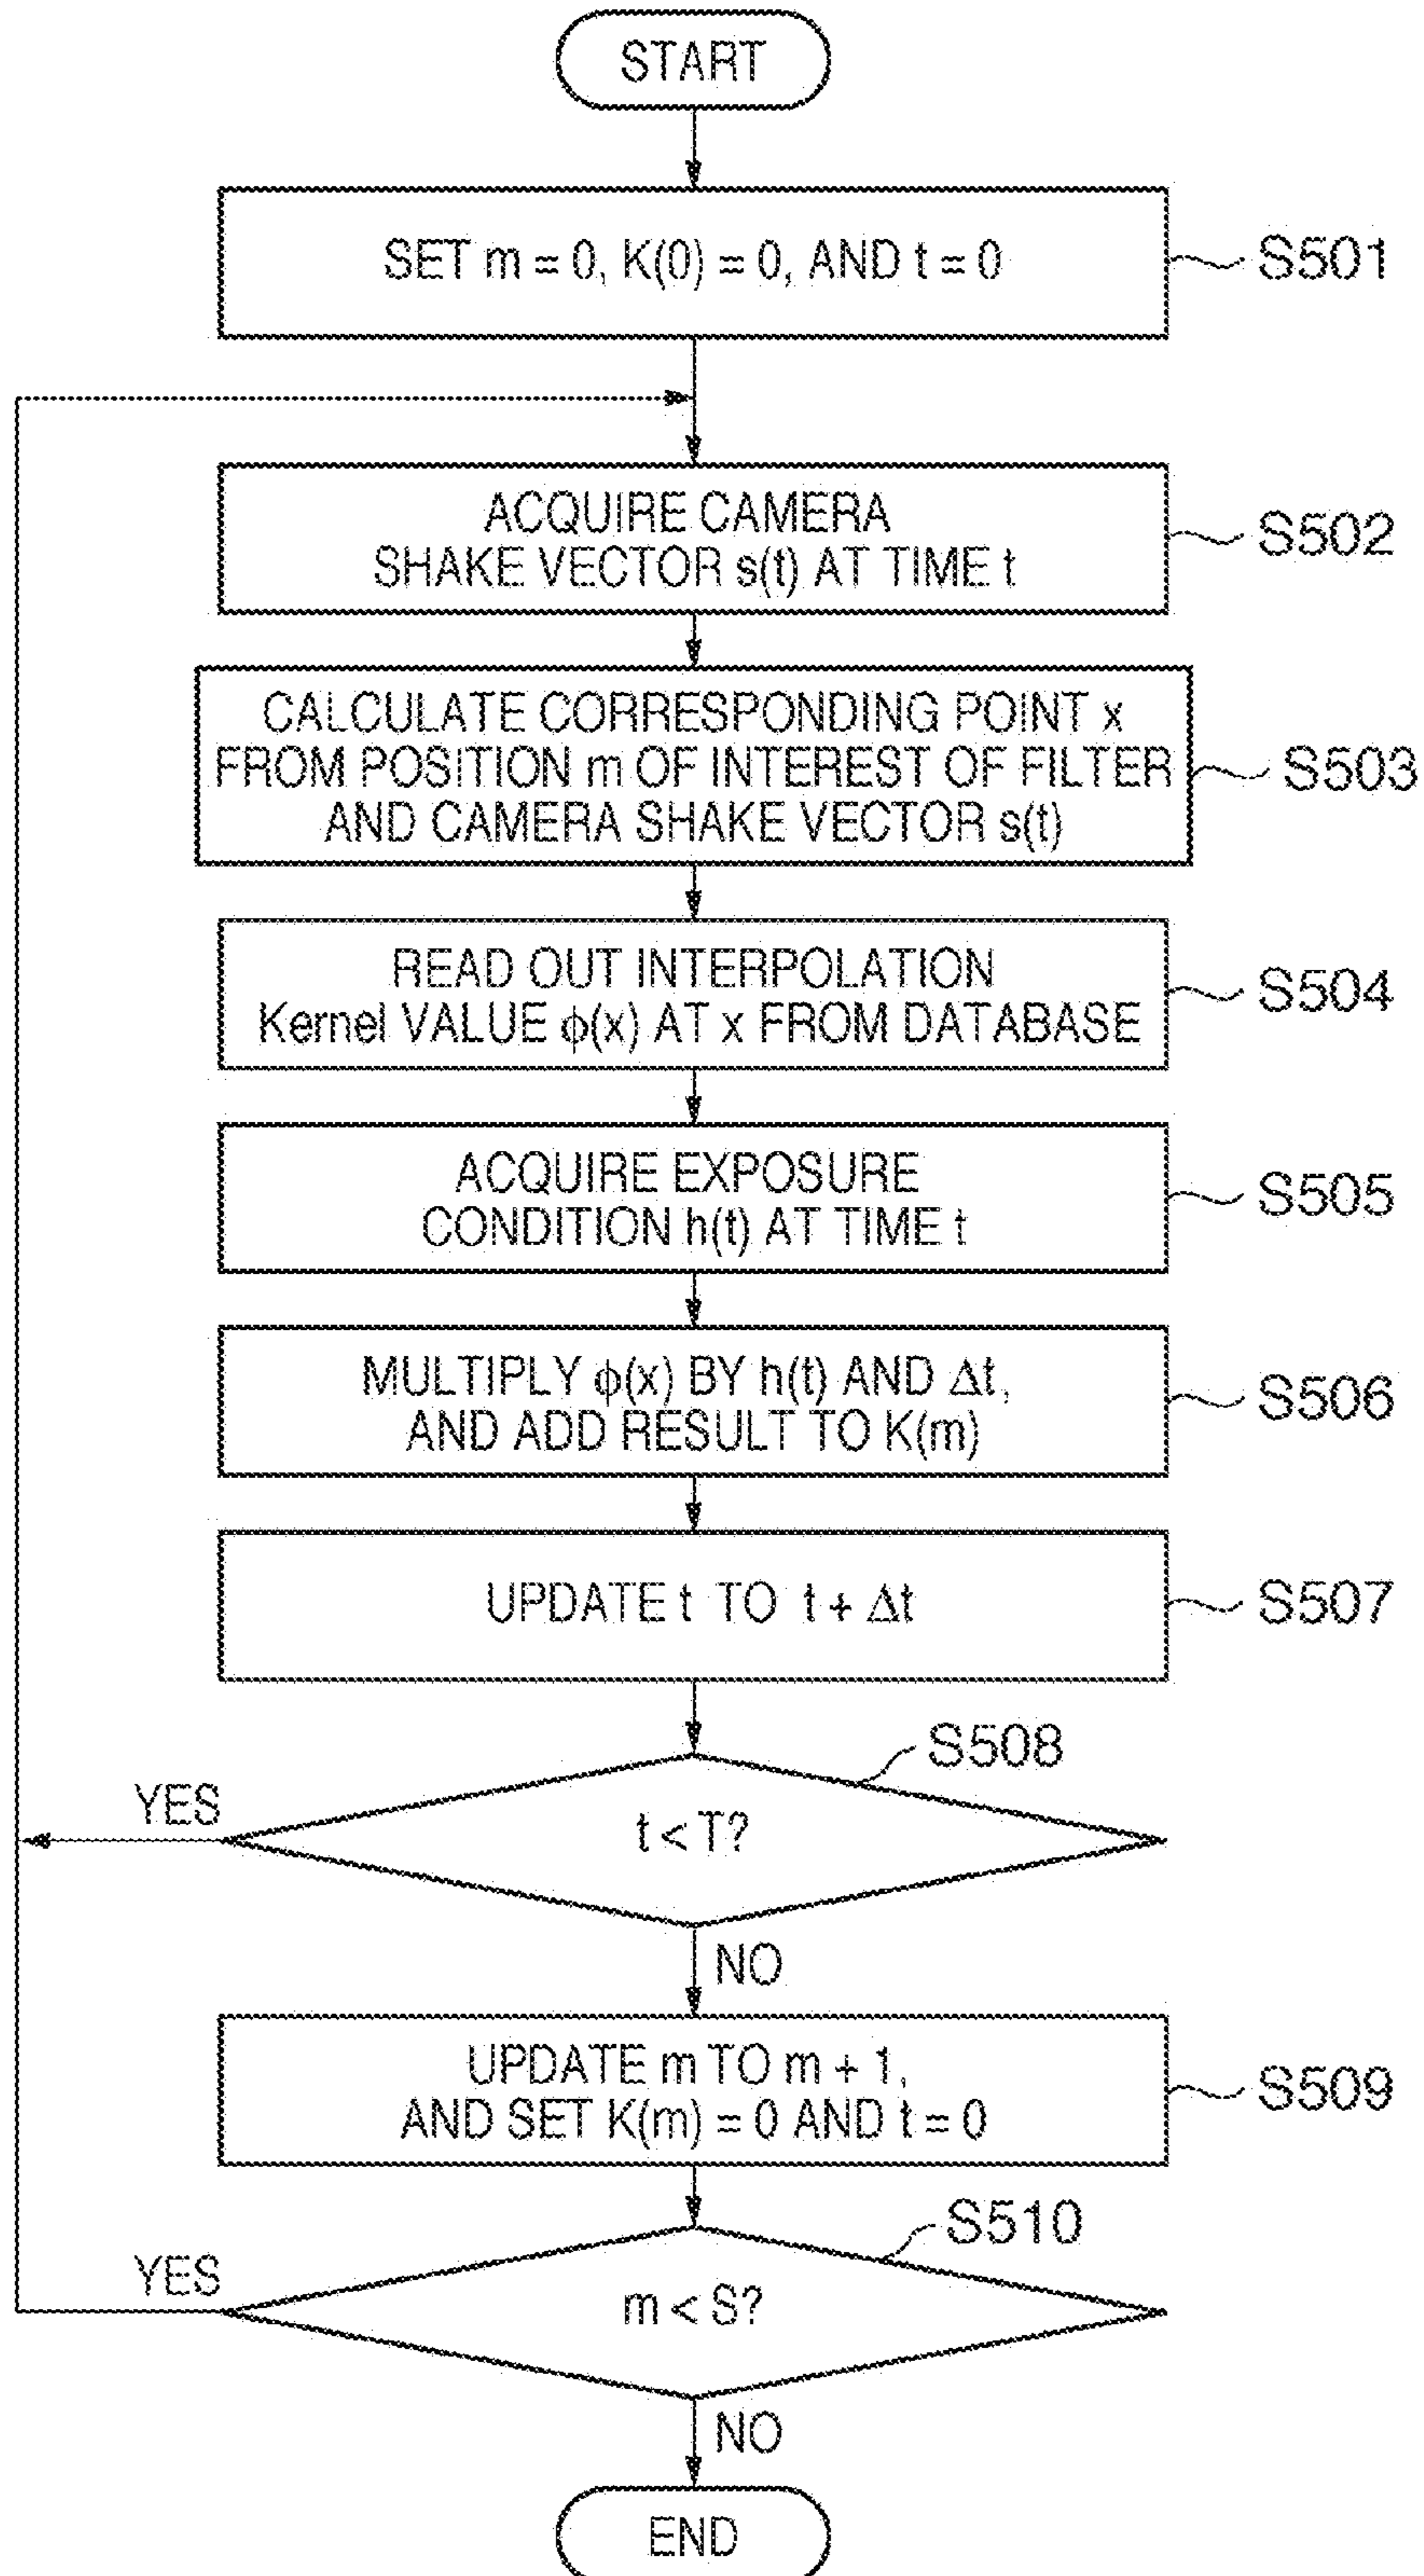 START
SET m = 0, K(0) = 0, AND t = 0
S501
ACQUIRE CAMERA
SHAKE VECTOR s(t) AT TIME t
S502
CALCULATE CORRESPONDING POINT x
FROM POSITION m OF INTEREST OF FILTER
AND CAMERA SHAKE VECTOR s(t)
S503
READ OUT INTERPOLATION
Kernel VALUE ϕ(x) AT x FROM DATABASE
S504
ACQUIRE EXPOSURE
CONDITION h(t) AT TIME t
S505
MULTIPLY ϕ(x) BY h(t) AND Δt,
AND ADD RESULT TO K(m)
S506
UPDATE t TO t + Δt
S507
S508
YES
t < T?
NO
UPDATE m TO m + 1,
AND SET K(m) = 0 AND t = 0
S509
S510
YES
m < S?
NO
END